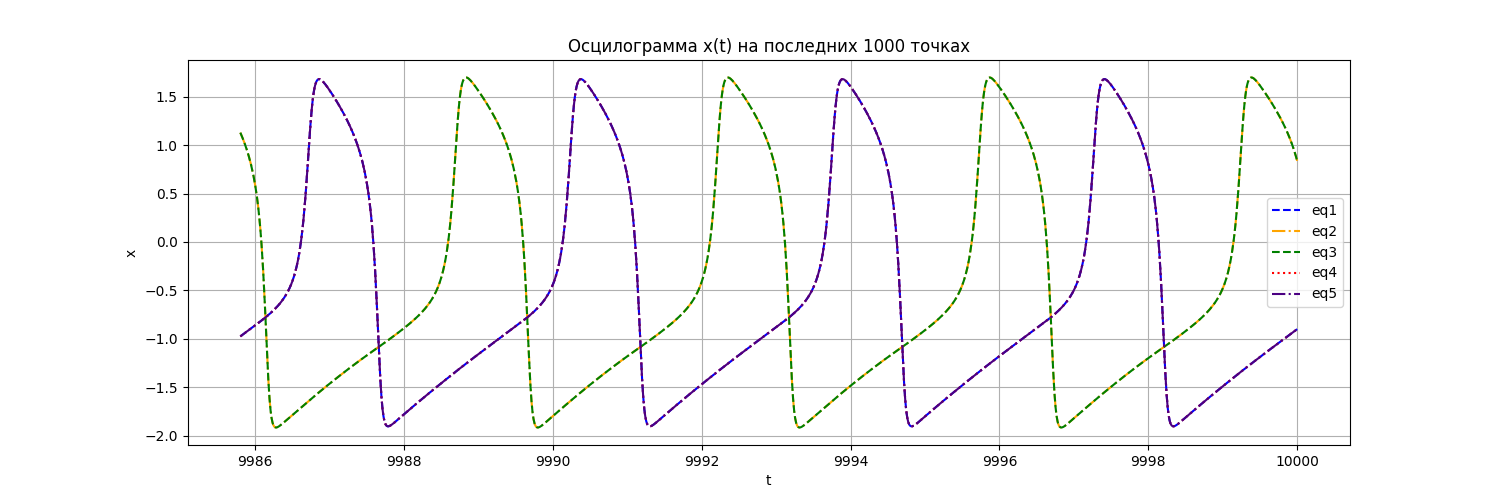 Осцилограмма x(t) на последних 1000 точках
x
1.5
1.0
0.5
0.0
−0.5
−1.0
−1.5
−2.0
eq1
eq2
eq3
eq4
eq5
9986
9988
9990
9992
9994
9996
9998
10000
t